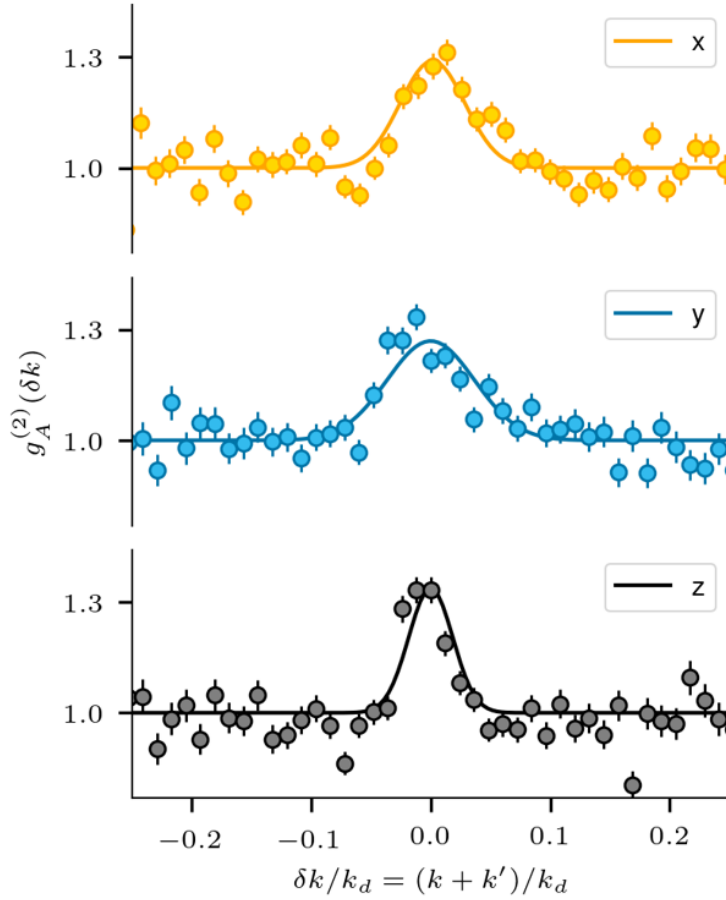 x
1.3
1.0
y
1.3
1.0
g_A^{(2)}(δk)
z
1.3
1.0
−0.2 −0.1 0.0 0.1 0.2
δk/k_d = (k + k′)/k_d